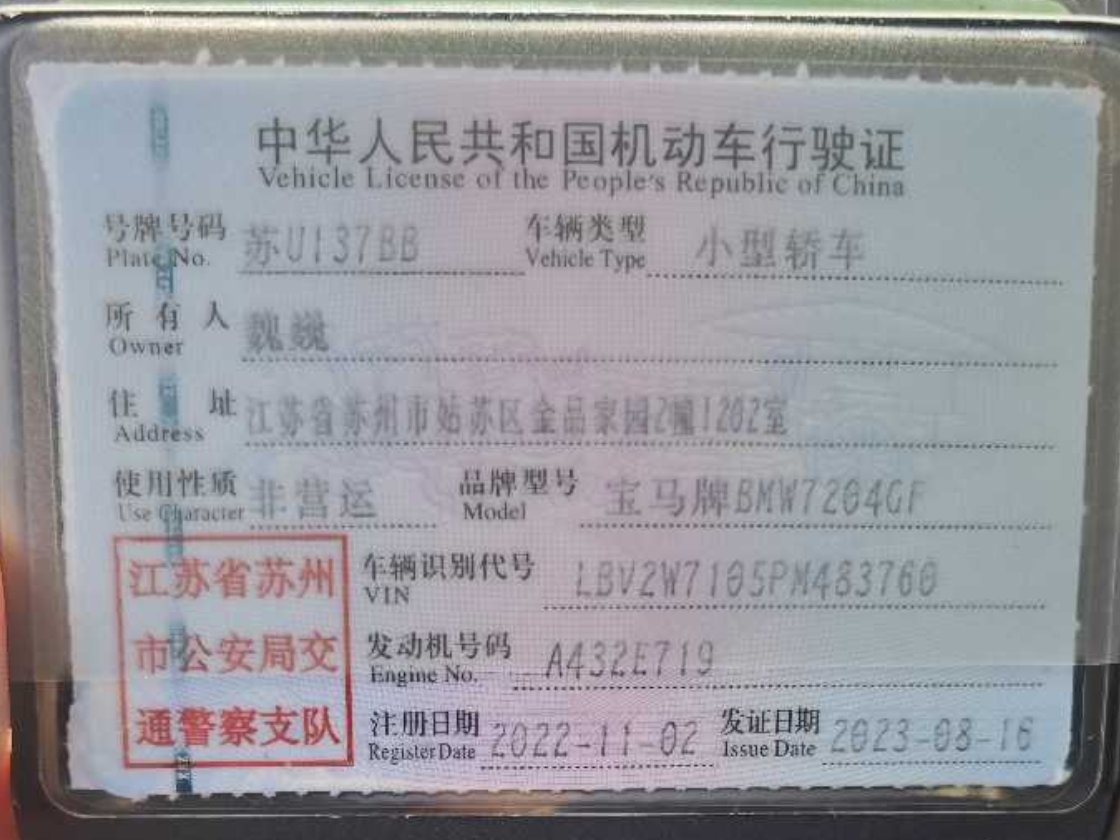 中华人民共和国机动车行驶证
Vehicle License of the People's Republic of China
号牌号码 苏U137BB 车辆类型 小型轿车
Plate No. Vehicle Type
所有人 魏巍
Owner
住址 江苏省苏州市姑苏区金品家园2幢1202室
Address
使用性质 非营运 品牌型号 宝马牌BMW7204GF
Use Character Model
江苏省苏州
市公安局交
通警察支队
车辆识别代号 LBV2W7105PM483760
VIN
发动机号码 A432E719
Engine No.
注册日期 2022-11-02 发证日期 2023-08-16
Register Date Issue Date